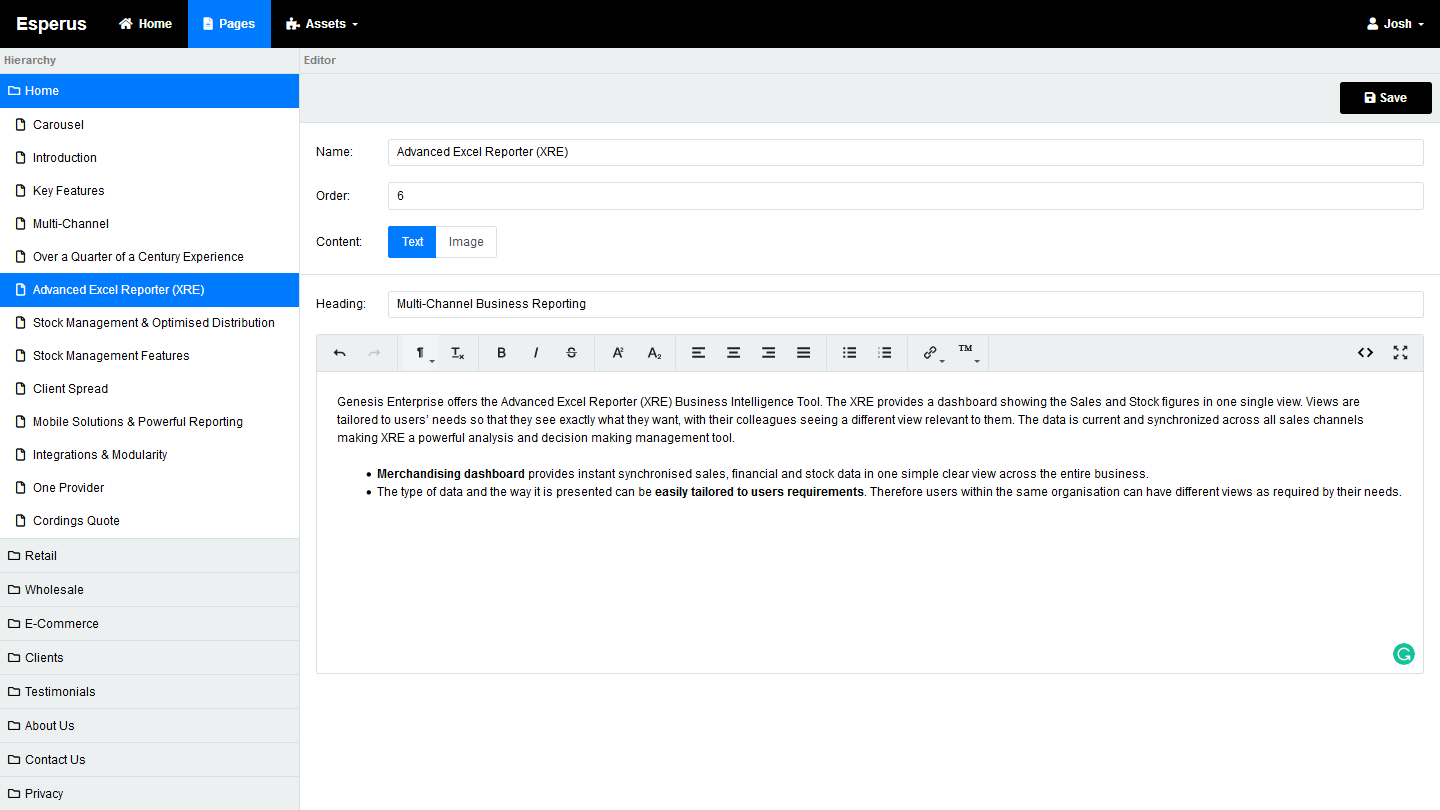 Esperus Home Pages Assets Josh
Hierarchy
Home
Carousel
Introduction
Key Features
Multi-Channel
Over a Quarter of a Century Experience
Advanced Excel Reporter (XRE)
Stock Management & Optimised Distribution
Stock Management Features
Client Spread
Mobile Solutions & Powerful Reporting
Integrations & Modularity
One Provider
Cordings Quote
Retail
Wholesale
E-Commerce
Clients
Testimonials
About Us
Contact Us
Privacy
Editor
Save
Name: Advanced Excel Reporter (XRE)
Order: 6
Content: Text Image
Heading: Multi-Channel Business Reporting
¶ Tx B I S A² A₂ TM
Genesis Enterprise offers the Advanced Excel Reporter (XRE) Business Intelligence Tool. The XRE provides a dashboard showing the Sales and Stock figures in one single view. Views are
tailored to users’ needs so that they see exactly what they want, with their colleagues seeing a different view relevant to them. The data is current and synchronized across all sales channels
making XRE a powerful analysis and decision making management tool.
• Merchandising dashboard provides instant synchronised sales, financial and stock data in one simple clear view across the entire business.
• The type of data and the way it is presented can be easily tailored to users requirements. Therefore users within the same organisation can have different views as required by their needs.